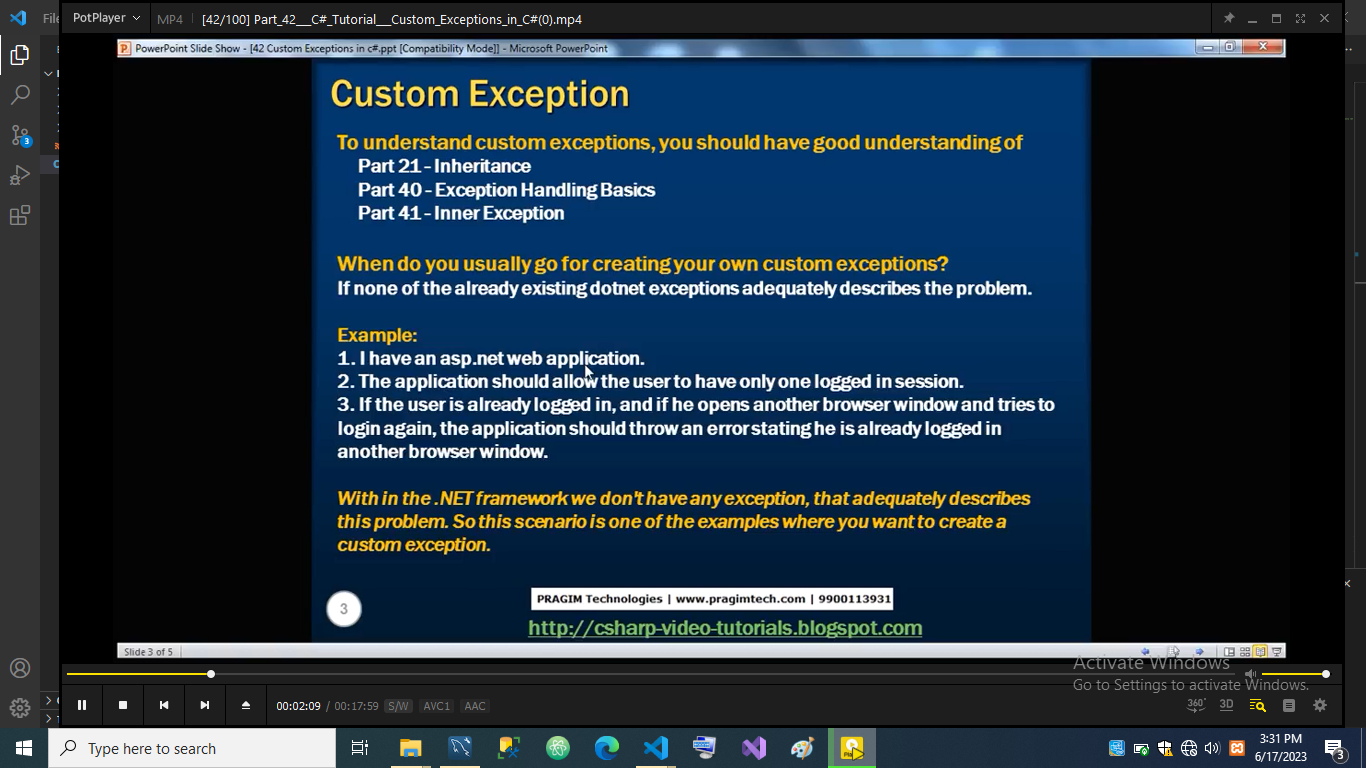 File
PotPlayer
MP4
[42/100] Part_42___C#_Tutorial__Custom_Exceptions_in_C#(0).mp4
PowerPoint Slide Show - [42 Custom Exceptions in c#.ppt [Compatibility Mode]] - Microsoft PowerPoint
Custom Exception
To understand custom exceptions, you should have good understanding of
Part 21 - Inheritance
Part 40 - Exception Handling Basics
Part 41 - Inner Exception
When do you usually go for creating your own custom exceptions?
If none of the already existing dotnet exceptions adequately describes the problem.
Example:
1. I have an asp.net web application.
2. The application should allow the user to have only one logged in session.
3. If the user is already logged in, and if he opens another browser window and tries to
login again, the application should throw an error stating he is already logged in
another browser window.
With in the .NET framework we don't have any exception, that adequately describes
this problem. So this scenario is one of the examples where you want to create a
custom exception.
3
PRAGIM Technologies | www.pragimtech.com | 9900113931
http://csharp-video-tutorials.blogspot.com
Slide 3 of 5
Activate Windows
Go to Settings to activate Windows.
00:02:09 / 00:17:59 S/W AVC1 AAC
360° 3D
Type here to search
3:31 PM
6/17/2023
3
3